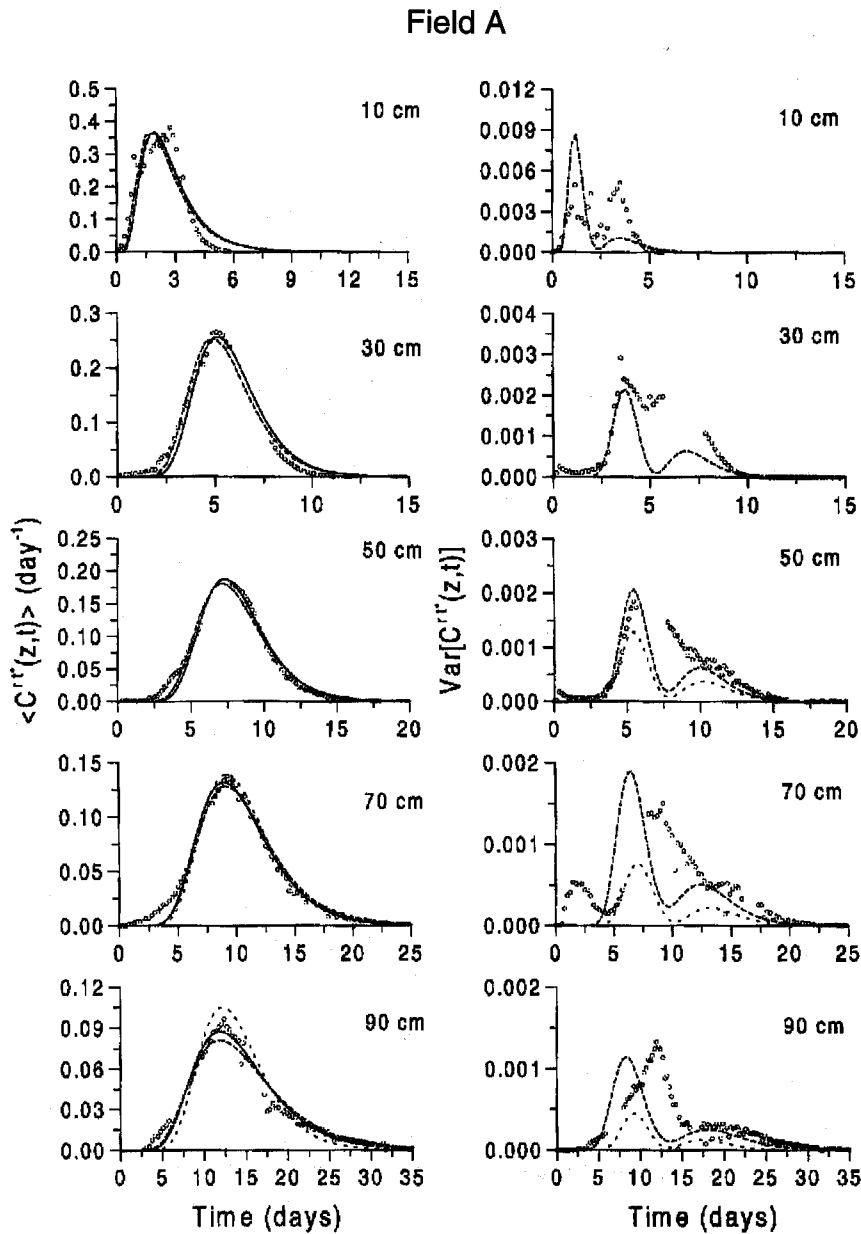 Field A
10 cm
0.5
0.4
0.3
0.2
0.1
0.0
0 3 6 9 12 15
10 cm
0.012
0.009
0.006
0.003
0.000
0 5 10 15
30 cm
0.3
0.2
0.1
0.0
0 5 10 15
30 cm
0.004
0.003
0.002
0.001
0.000
0 5 10 15
50 cm
0.25
0.20
0.15
0.10
0.05
0.00
0 5 10 15 20
50 cm
0.003
0.002
0.001
0.000
0 5 10 15 20
70 cm
0.15
0.10
0.05
0.00
0 5 10 15 20 25
70 cm
0.002
0.001
0.000
0 5 10 15 20 25
90 cm
0.12
0.09
0.06
0.03
0.00
0 5 10 15 20 25 30 35
90 cm
0.002
0.001
0.000
0 5 10 15 20 25 30 35
<C^rt*(z,t)> (day^-1)
Var[C^rt*(z,t)]
Time (days)
Time (days)